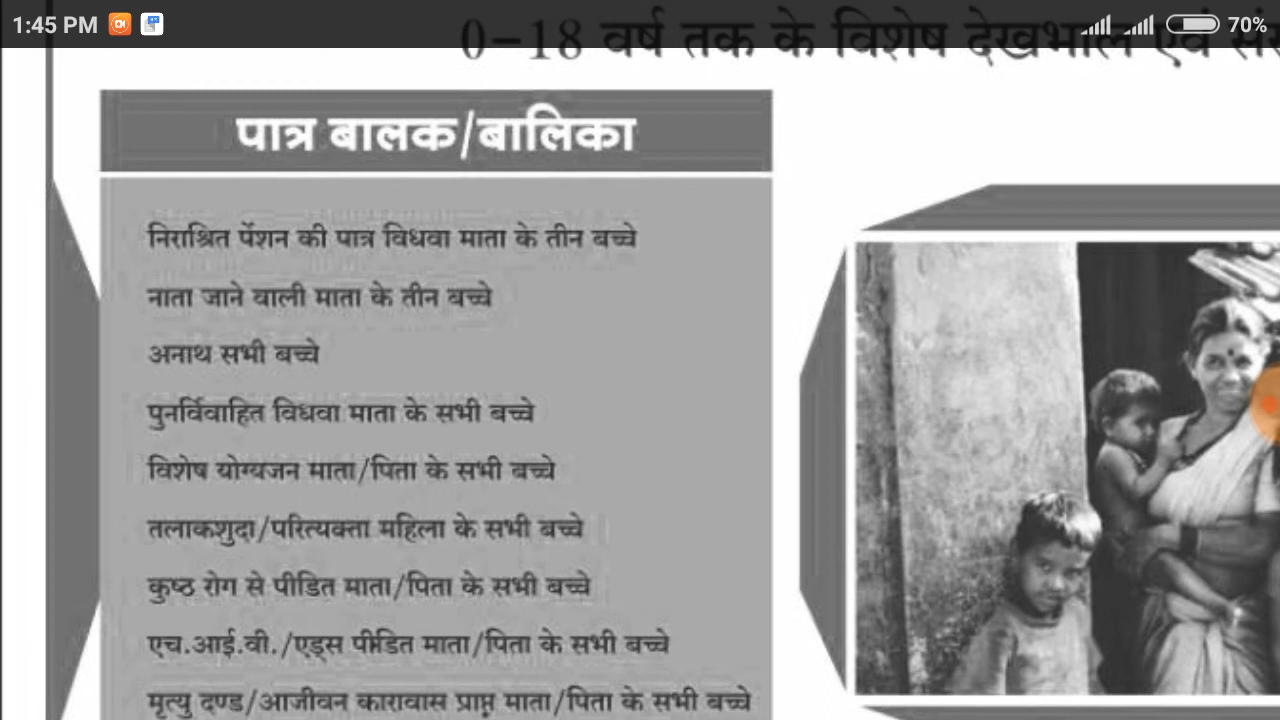 1:45 PM 70%
0-18 वर्ष तक के विशेष देखभाल एवं
पात्र बालक/बालिका
निराश्रित पेंशन की पात्र विधवा माता के तीन बच्चे
नाता जाने वाली माता के तीन बच्चे
अनाथ सभी बच्चे
पुनर्विवाहित विधवा माता के सभी बच्चे
विशेष योग्यजन माता/पिता के सभी बच्चे
तलाकशुदा/परित्यक्ता महिला के सभी बच्चे
कुष्ठ रोग से पीडित माता/पिता के सभी बच्चे
एच.आई.वी./एड्स पीडित माता/पिता के सभी बच्चे
मृत्यु दण्ड/आजीवन कारावास प्राप्त माता/पिता के सभी बच्चे